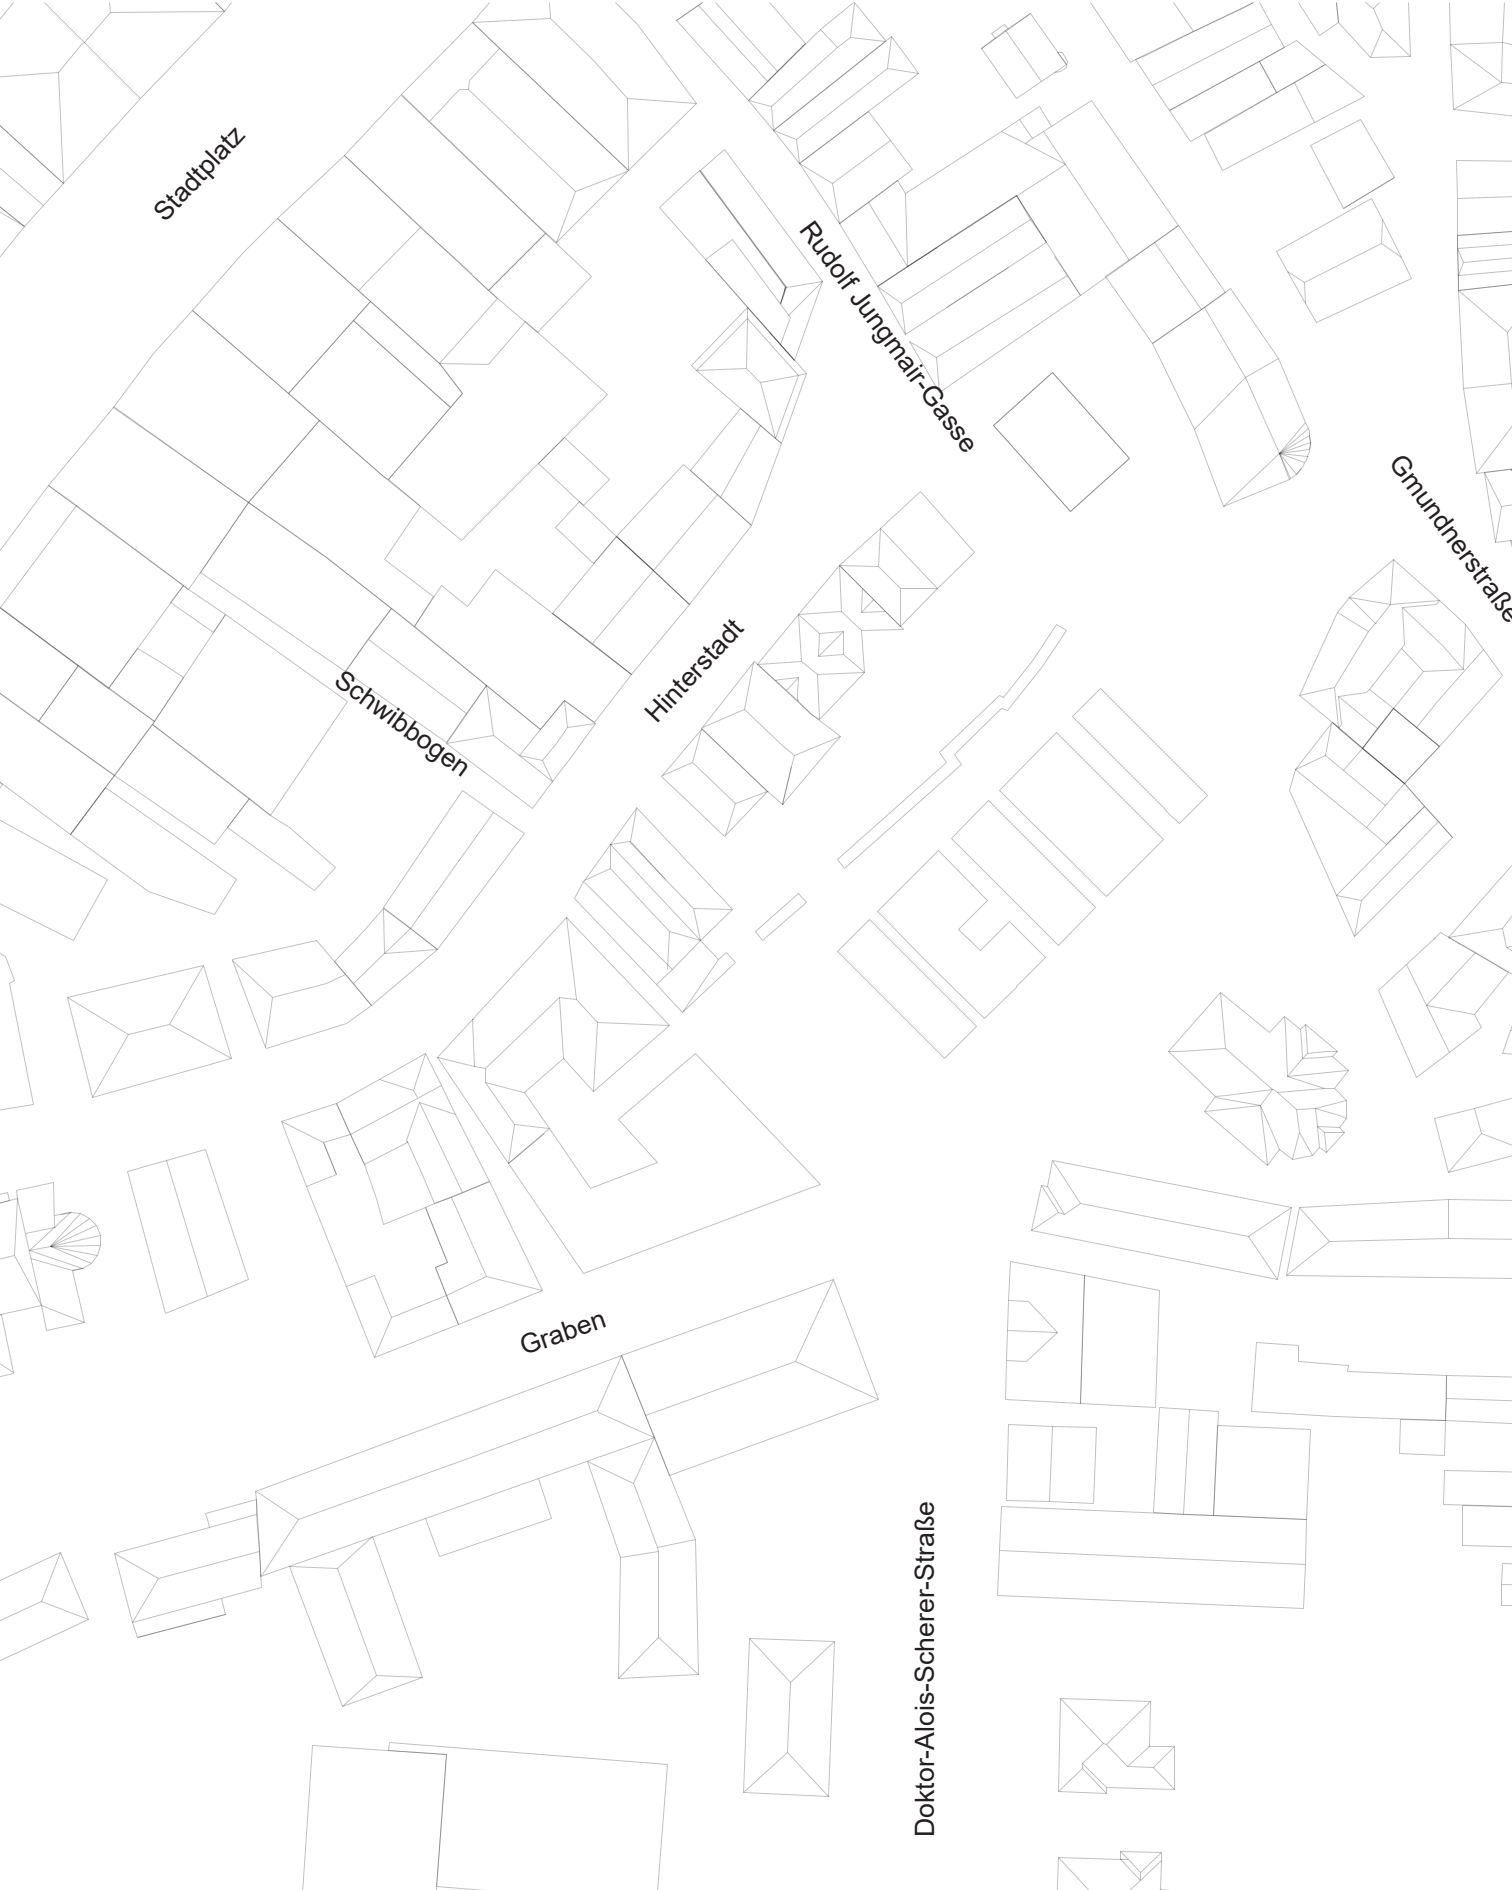 Stadtplatz
Rudolf Jungmair-Gasse
Gmundnerstraße
Hinterstadt
Schwibbogen
Graben
Doktor-Alois-Scherer-Straße